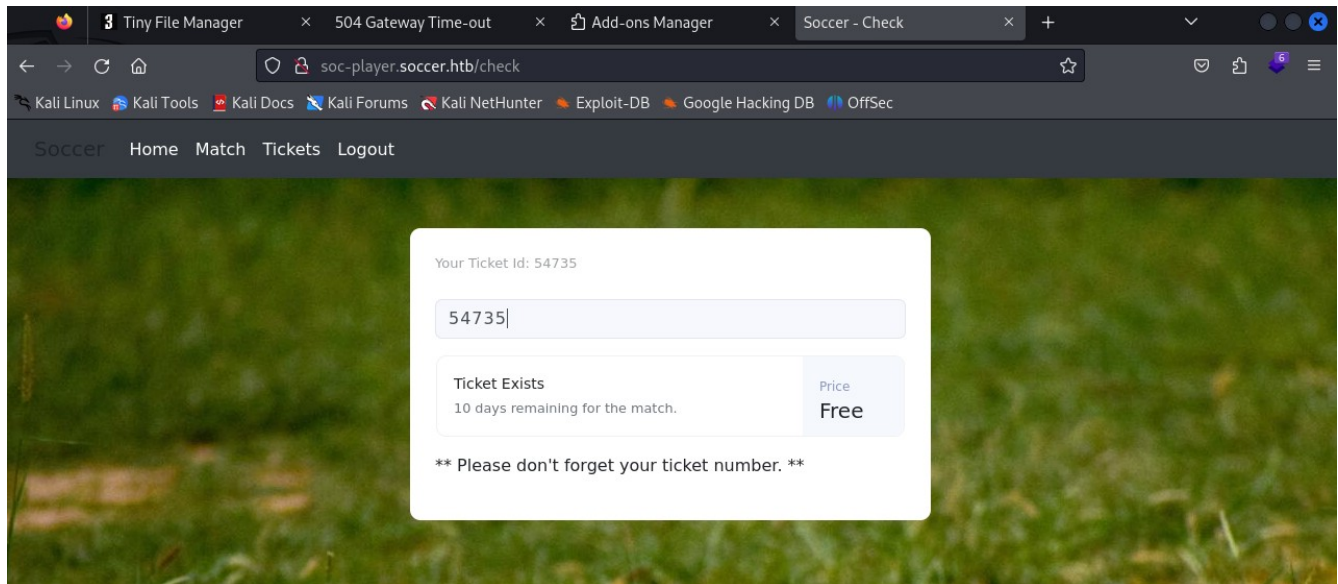 Tiny File Manager 504 Gateway Time-out Add-ons Manager Soccer - Check
soc-player.soccer.htb/check
6
Kali Linux Kali Tools Kali Docs Kali Forums Kali NetHunter Exploit-DB Google Hacking DB OffSec
Soccer Home Match Tickets Logout
Your Ticket Id: 54735
54735
Ticket Exists
10 days remaining for the match.
Price
Free
** Please don't forget your ticket number. **